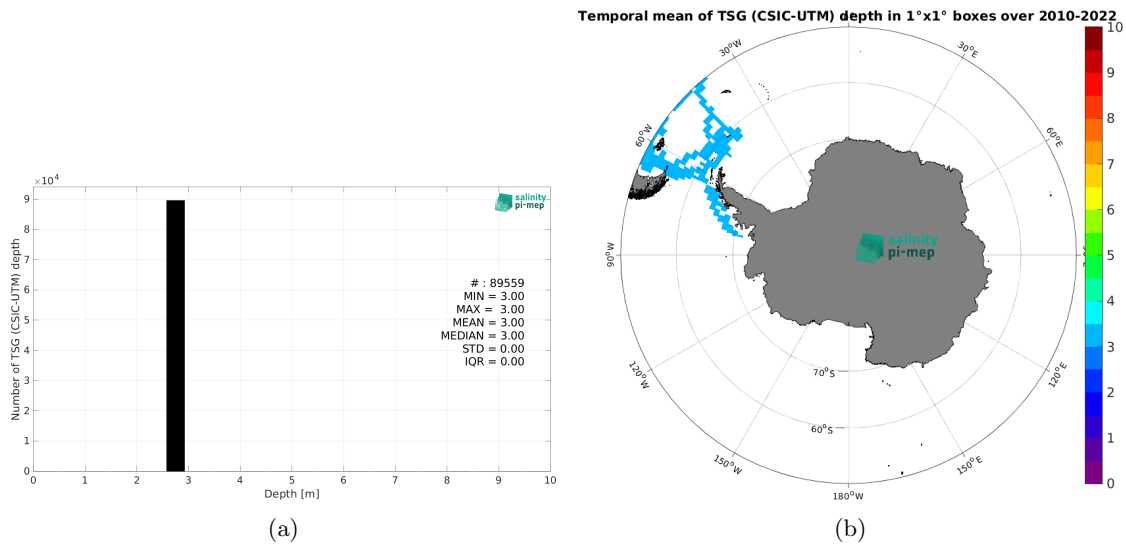 ×10⁴
9
8
7
6
5
4
3
2
1
0
Number of TSG (CSIC-UTM) depth
salinity
pi-mep
# : 89559
MIN = 3.00
MAX = 3.00
MEAN = 3.00
MEDIAN = 3.00
STD = 0.00
IQR = 0.00
0 1 2 3 4 5 6 7 8 9 10
Depth [m]
(a)
Temporal mean of TSG (CSIC-UTM) depth in 1°x1° boxes over 2010-2022
30°W
30°E
60°W
60°E
90°W
120°W
120°E
150°W
150°E
180°W
70°S
60°S
salinity
pi-mep
10
9
8
7
6
5
4
3
2
1
0
(b)